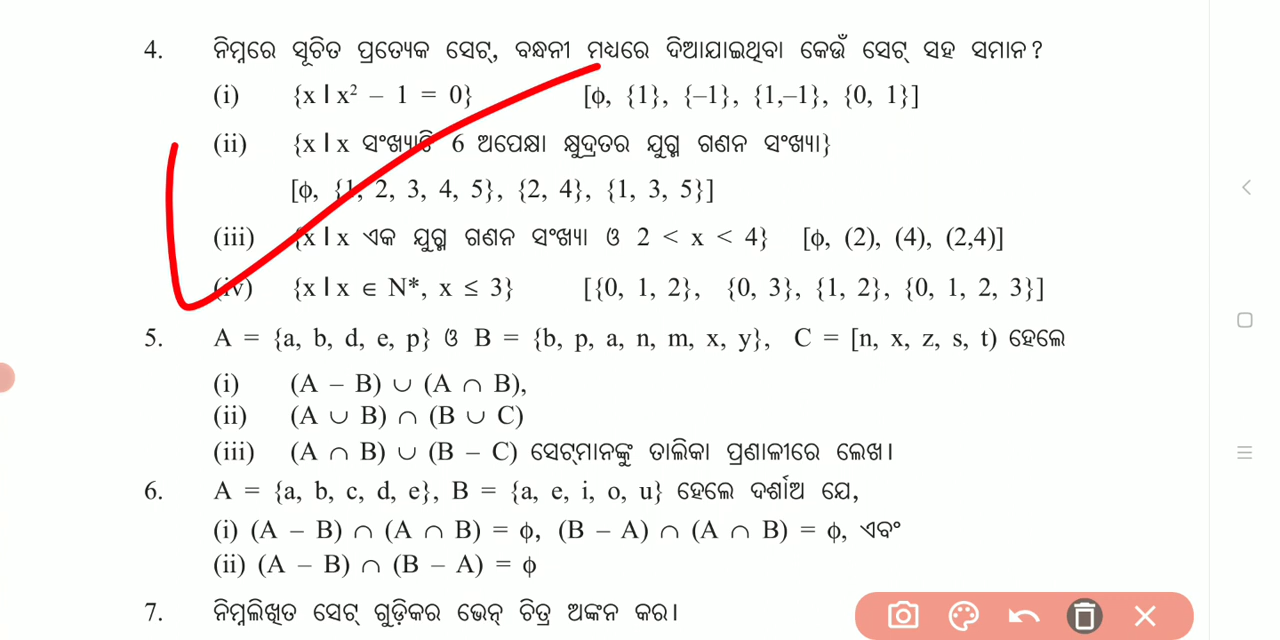 4. ନିମ୍ନରେ ସୂଚିତ ପ୍ରତ୍ୟେକ ସେଟ୍, ବନ୍ଧନୀ ମଧ୍ୟରେ ଦିଆଯାଇଥିବା କେଉଁ ସେଟ୍ ସହ ସମାନ ?
(i) {x | x² – 1 = 0} [ϕ, {1}, {–1}, {1,–1}, {0, 1}]
(ii) {x | x ସଂଖ୍ୟାଟି 6 ଅପେକ୍ଷା କ୍ଷୁଦ୍ରତର ଯୁଗ୍ମ ଗଣନ ସଂଖ୍ୟା}
[ϕ, {1, 2, 3, 4, 5}, {2, 4}, {1, 3, 5}]
(iii) {x | x ଏକ ଯୁଗ୍ମ ଗଣନ ସଂଖ୍ୟା ଓ 2 < x < 4} [ϕ, (2), (4), (2,4)]
(iv) {x | x ∈ N*, x ≤ 3} [{0, 1, 2}, {0, 3}, {1, 2}, {0, 1, 2, 3}]
5. A = {a, b, d, e, p} ଓ B = {b, p, a, n, m, x, y}, C = [n, x, z, s, t) ହେଲେ
(i) (A – B) ∪ (A ∩ B),
(ii) (A ∪ B) ∩ (B ∪ C)
(iii) (A ∩ B) ∪ (B – C) ସେଟ୍‌ମାନଙ୍କୁ ତାଲିକା ପ୍ରଣାଳୀରେ ଲେଖ।
6. A = {a, b, c, d, e}, B = {a, e, i, o, u} ହେଲେ ଦର୍ଶାଅ ଯେ,
(i) (A – B) ∩ (A ∩ B) = ϕ, (B – A) ∩ (A ∩ B) = ϕ, ଏବଂ
(ii) (A – B) ∩ (B – A) = ϕ
7. ନିମ୍ନଲିଖିତ ସେଟ୍ ଗୁଡ଼ିକର ଭେନ୍ ଚିତ୍ର ଅଙ୍କନ କର।